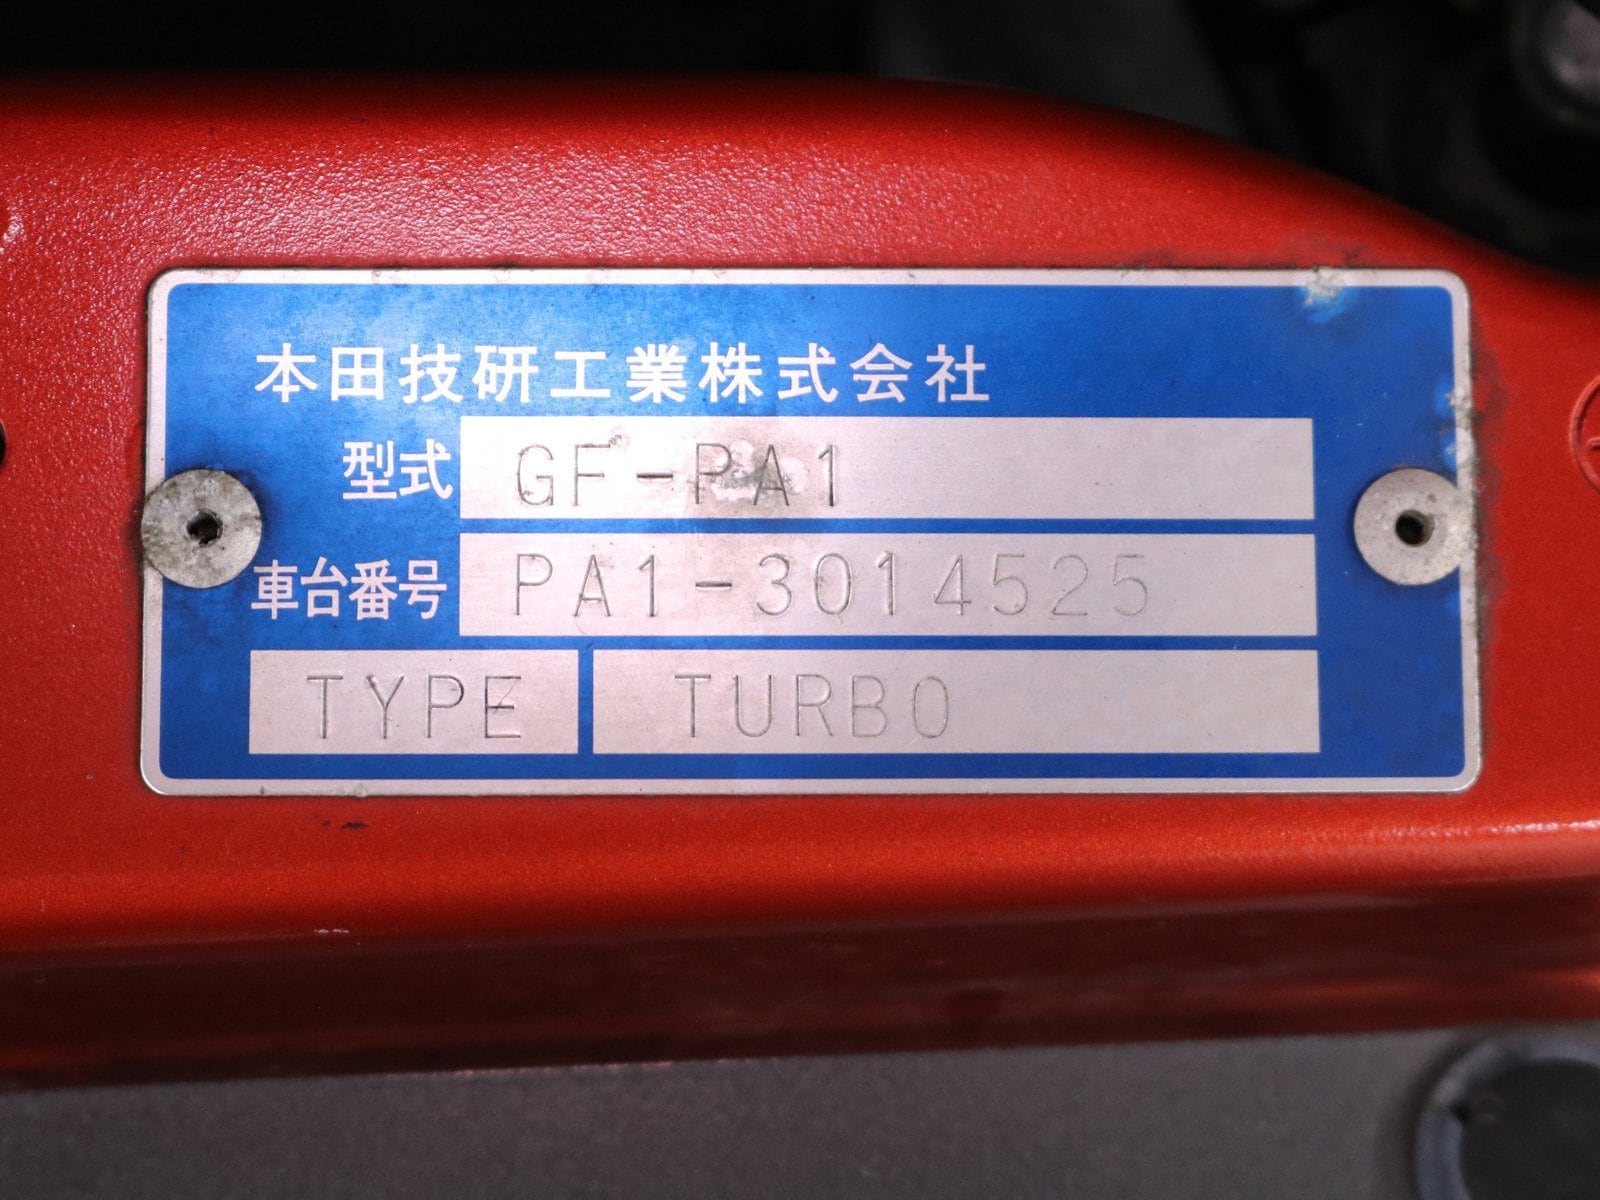 本田技研工業株式会社
型式 GF-PA1
車台番号 PA1-3014525
TYPE TURBO